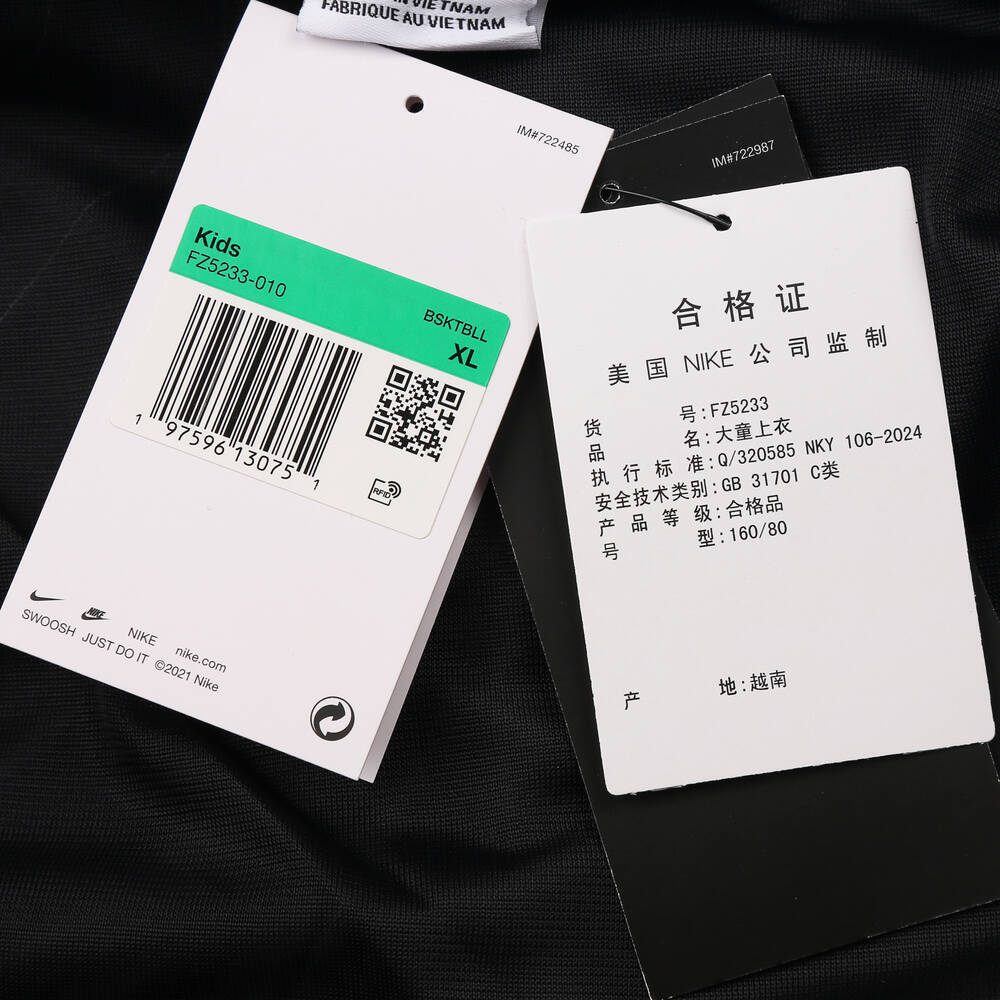 IN VIETNAM
FABRIQUE AU VIETNAM
IM#722485
Kids
FZ5233-010
BSKTBLL
XL
1 97596 13075 1
RFID
NIKE
SWOOSH JUST DO IT NIKE nike.com
©2021 Nike
IM#722987
合格证
美国 NIKE 公司监制
货 号:FZ5233
品 名:大童上衣
执行标准:Q/320585 NKY 106-2024
安全技术类别:GB 31701 C类
产品等级:合格品
号 型:160/80
产 地:越南